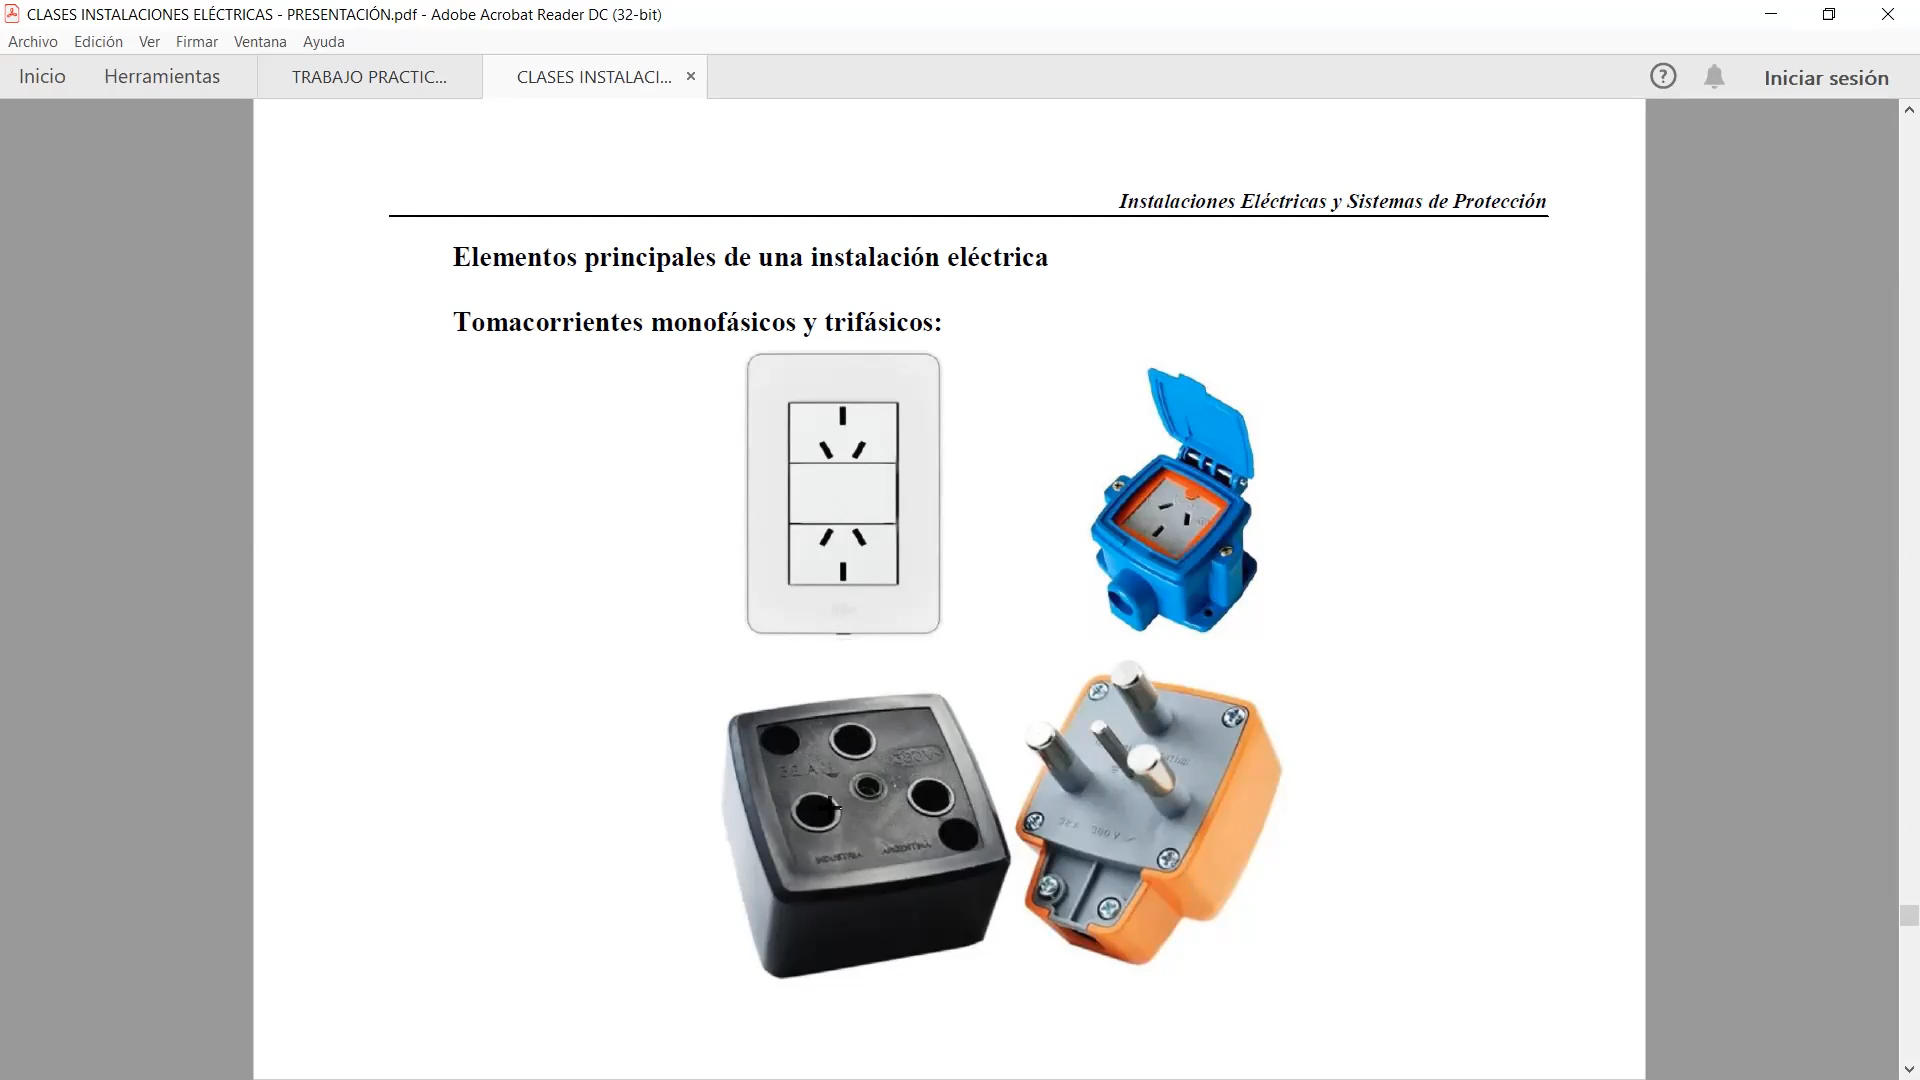 CLASES INSTALACIONES ELÉCTRICAS - PRESENTACIÓN.pdf - Adobe Acrobat Reader DC (32-bit)
Archivo Edición Ver Firmar Ventana Ayuda
Inicio Herramientas TRABAJO PRACTIC... CLASES INSTALACI... Iniciar sesión
Instalaciones Eléctricas y Sistemas de Protección
Elementos principales de una instalación eléctrica
Tomacorrientes monofásicos y trifásicos:
INDUSTRIA ARGENTINA